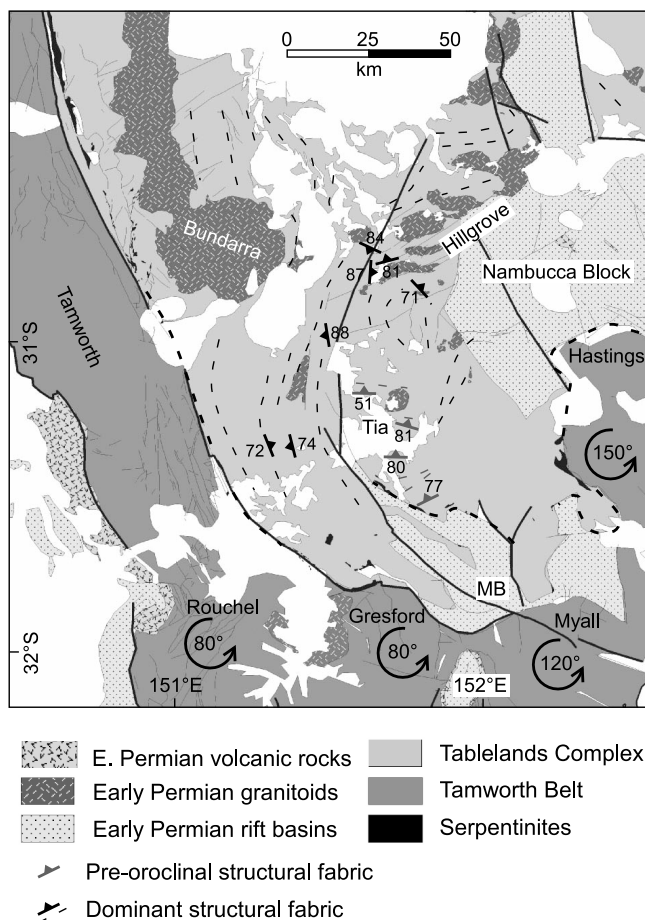 0 25 50
km
Bundarra
84
Hillgrove
87 81
Nambucca Block
71
Tamworth
31°S
88
Hastings
51
Tia
81
72 74
150°
80
77
MB
Rouchel
Gresford
Myall
80°
80°
120°
32°S
151°E
152°E
E. Permian volcanic rocks
Tablelands Complex
Early Permian granitoids
Tamworth Belt
Early Permian rift basins
Serpentinites
Pre-oroclinal structural fabric
Dominant structural fabric